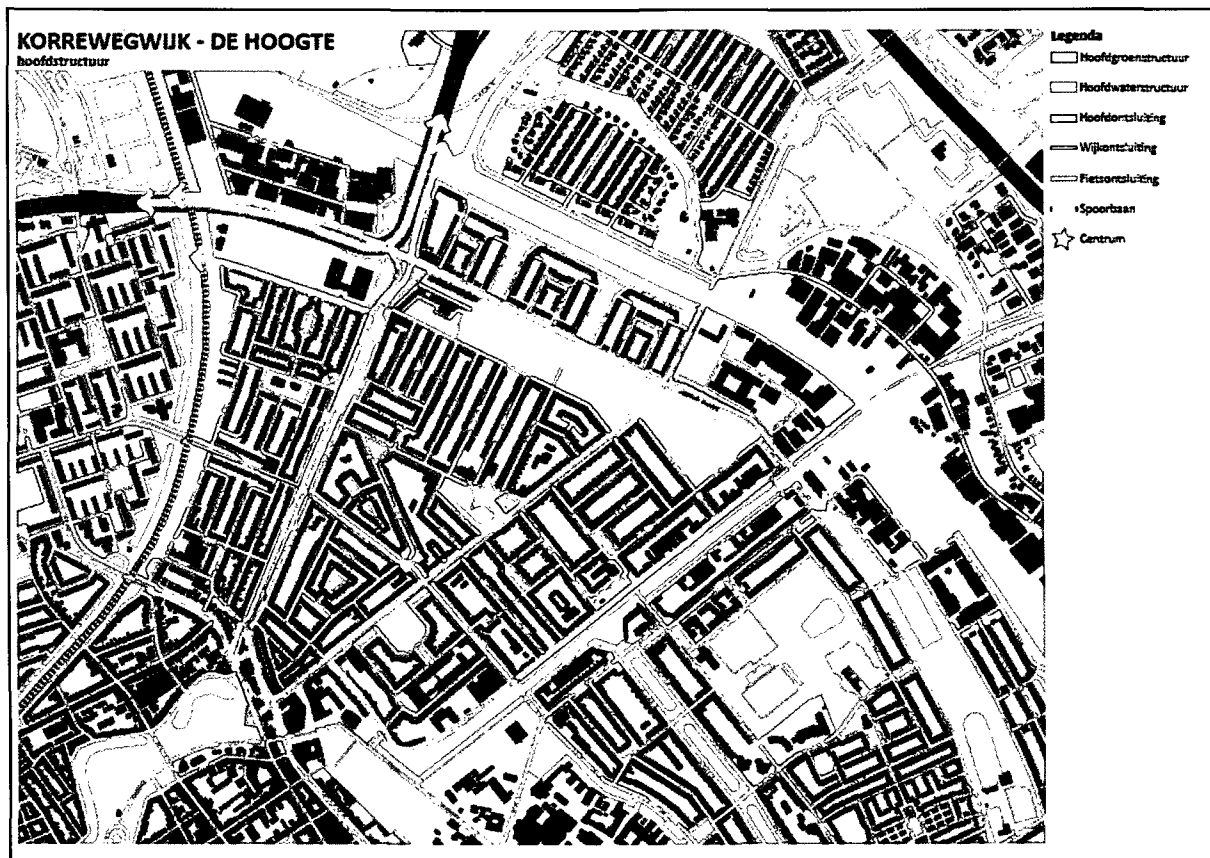 KORREWEGWIJK - DE HOOGTE
hoofdstructuur
Legenda
Hoofdgroenstructuur
Hoofdwaterstructuur
Hoofdontsluiting
Wijkontsluiting
Fietsontsluiting
Spoorbaan
Centrum